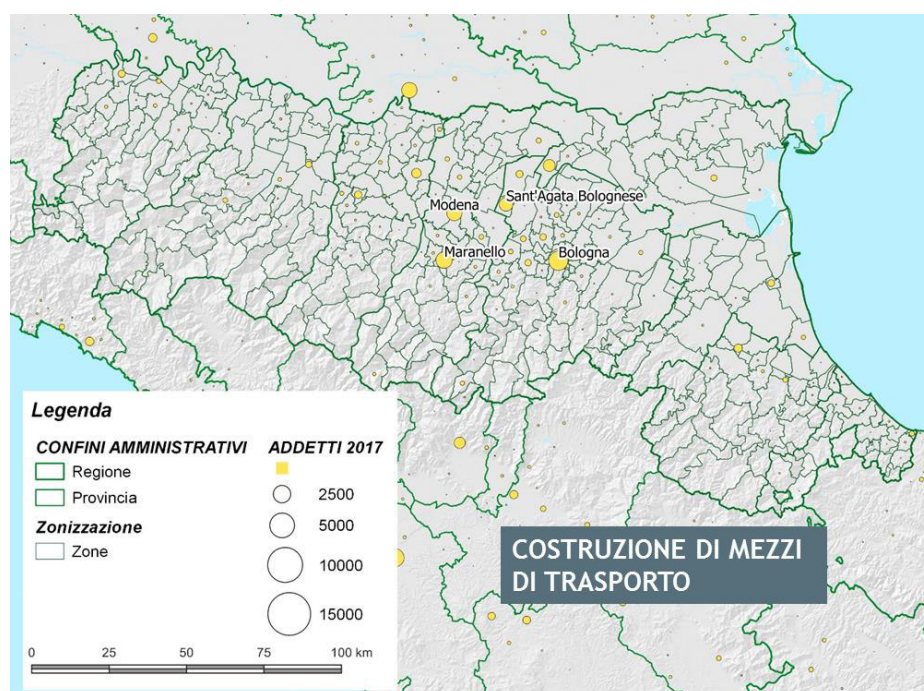 Sant'Agata Bolognese
Modena
Maranello
Bologna
Legenda
CONFINI AMMINISTRATIVI
Regione
Provincia
Zonizzazione
Zone
ADDETTI 2017
2500
5000
10000
15000
0 25 50 75 100 km
COSTRUZIONE DI MEZZI
DI TRASPORTO